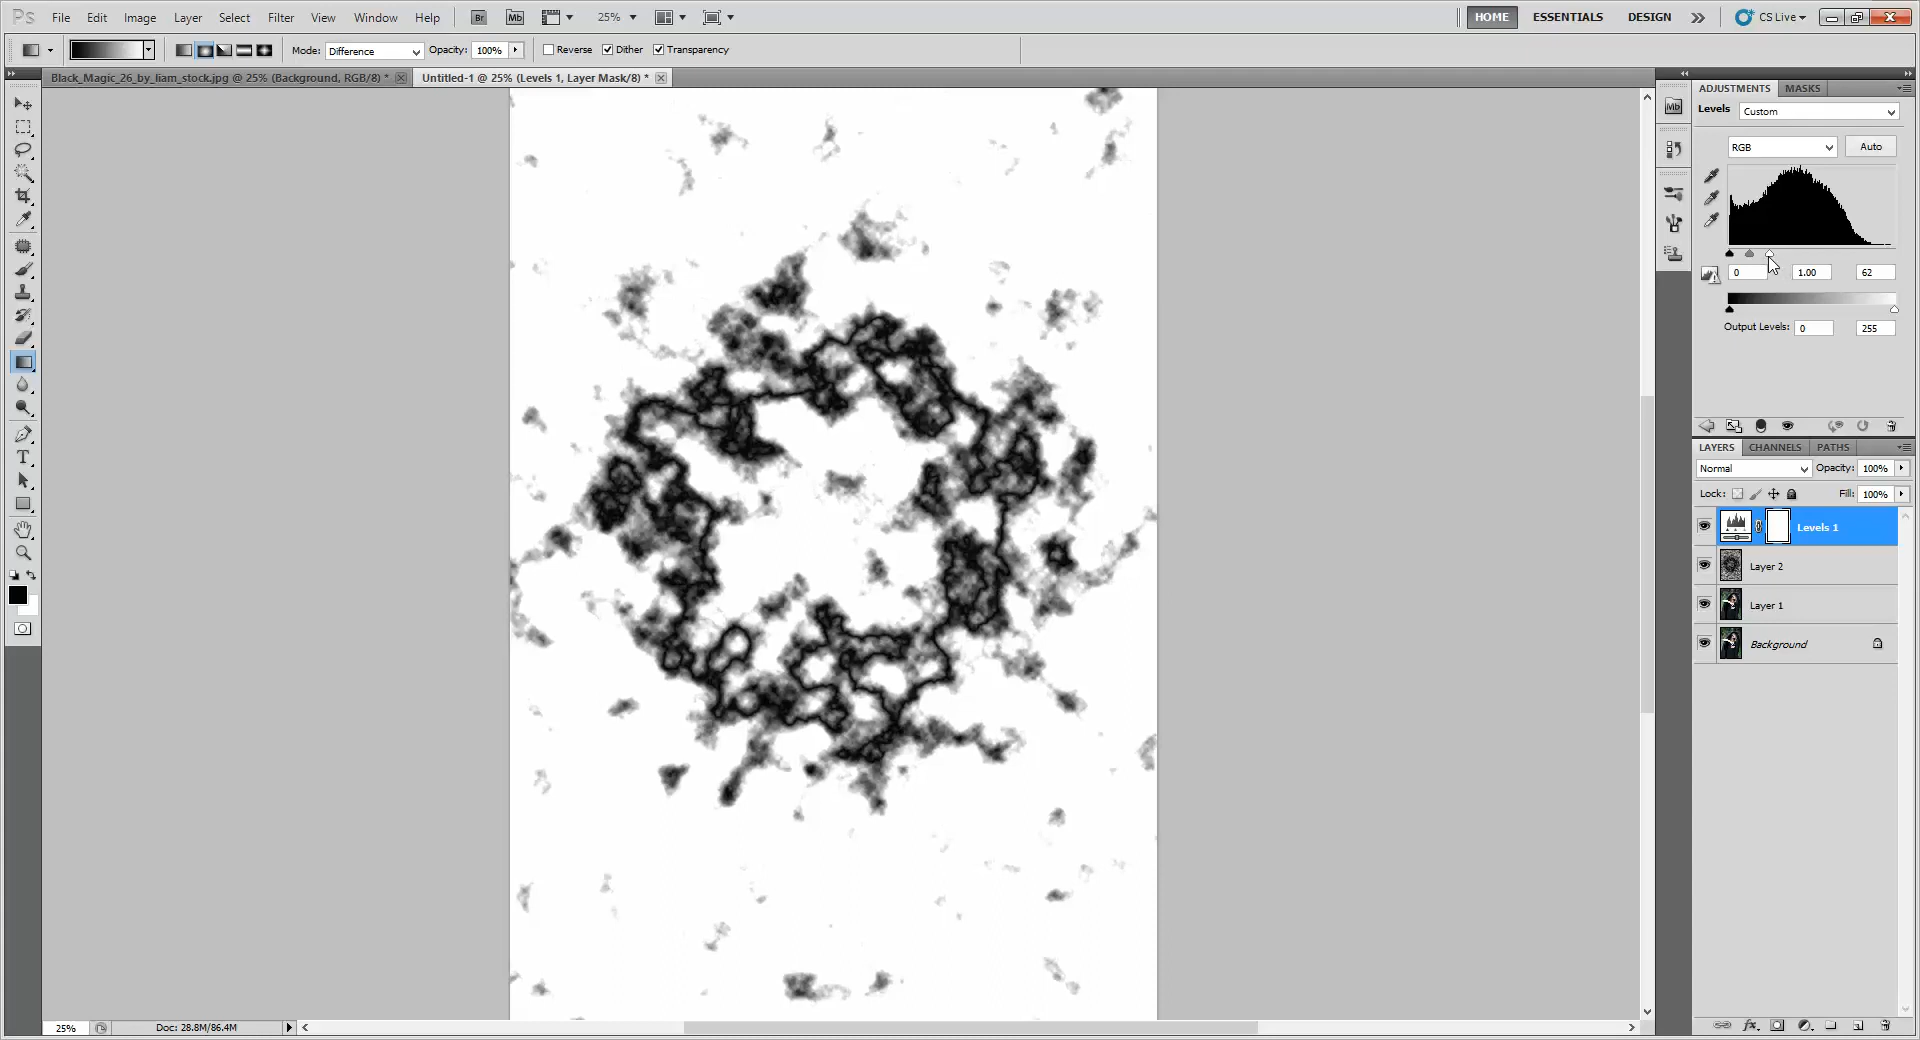 Ps File Edit Image Layer Select Filter View Window Help Br Mb 25% HOME ESSENTIALS DESIGN CS Live
Mode: Difference Opacity: 100% Reverse Dither Transparency
Black_Magic_26_by_liam_stock.jpg @ 25% (Background, RGB/8) * Untitled-1 @ 25% (Levels 1, Layer Mask/8) *
ADJUSTMENTS MASKS
Mb
Levels Custom
RGB Auto
0 1.00 62
Output Levels: 0 255
LAYERS CHANNELS PATHS
Normal Opacity: 100%
Lock: Fill: 100%
Levels 1
Layer 2
Layer 1
Background
T
25% Doc: 28.8M/86.4M
fx